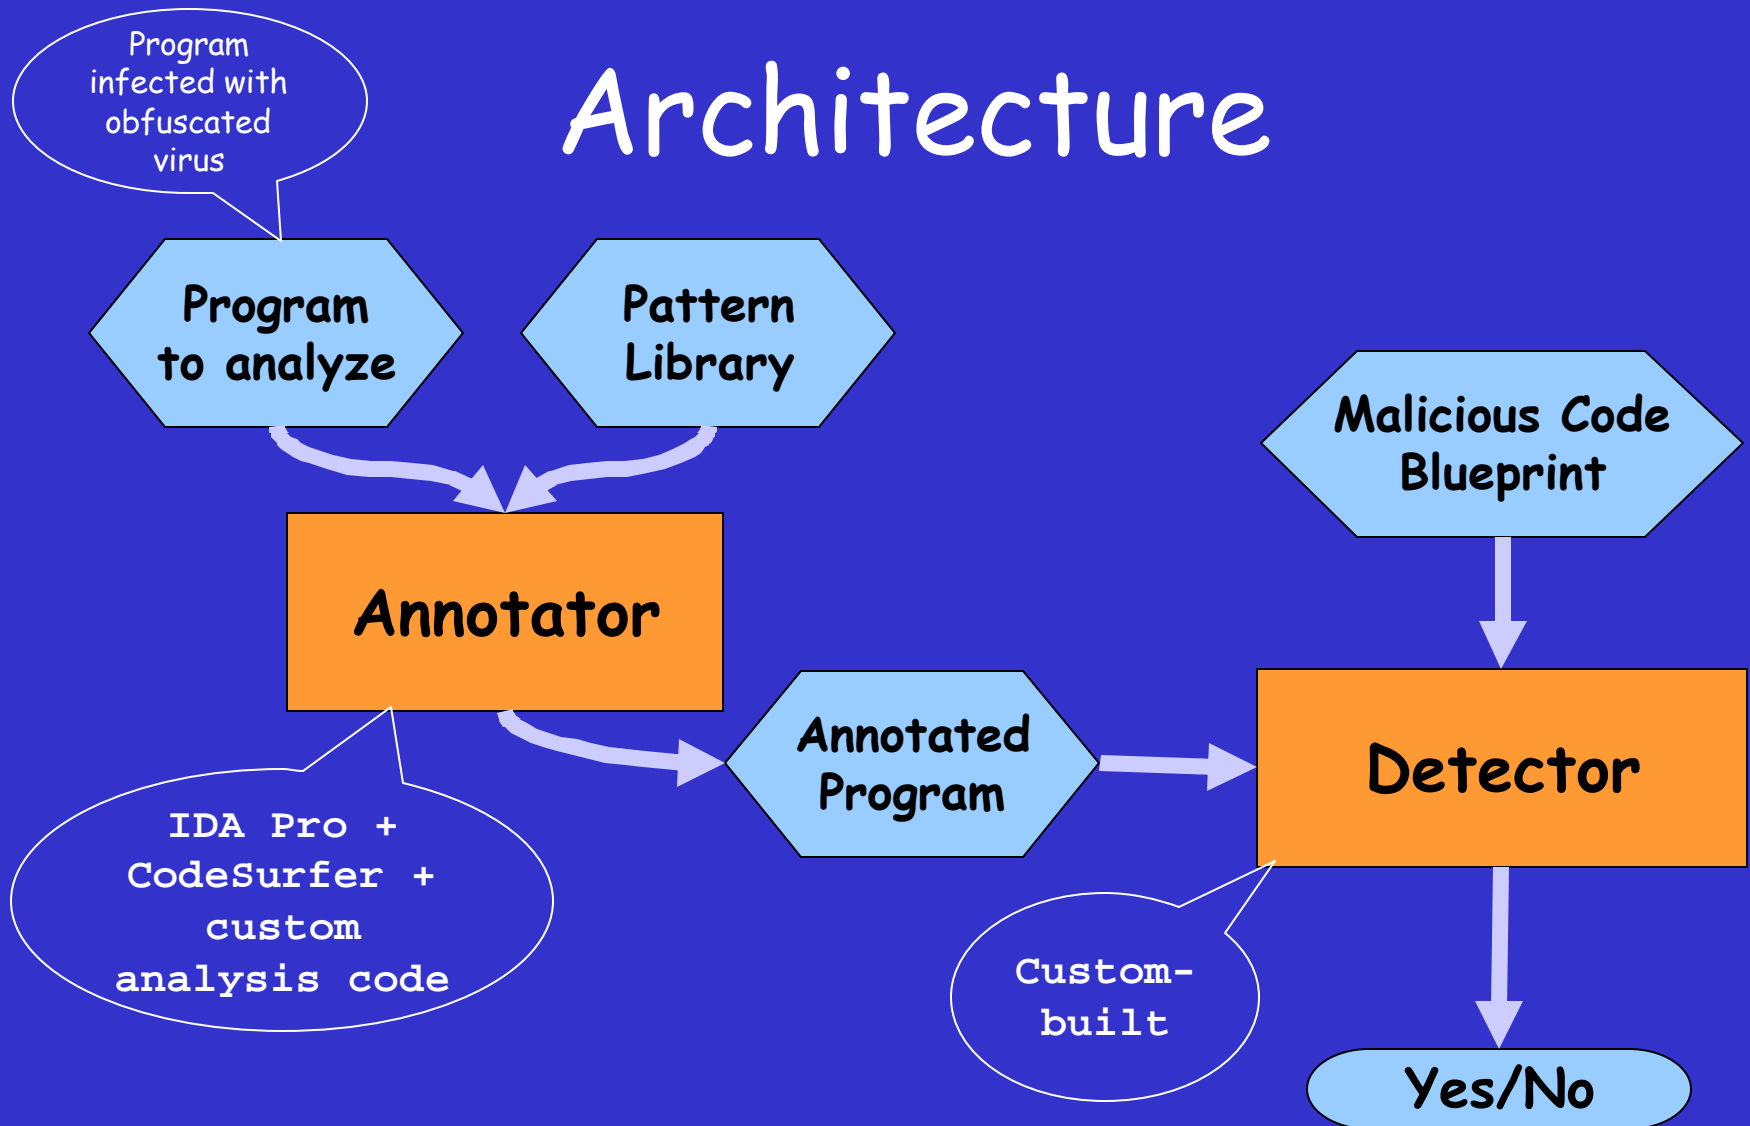 Program
infected with
obfuscated
virus
Architecture
Program
to analyze
Pattern
Library
Malicious Code
Blueprint
Annotator
Annotated
Program
Detector
IDA Pro +
CodeSurfer +
custom
analysis code
Custom-
built
Yes/No